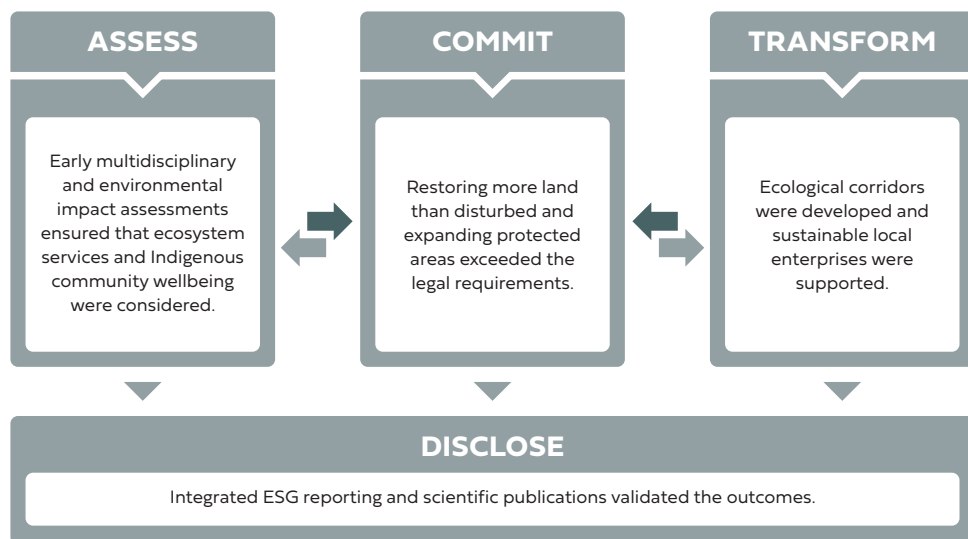 ASSESS
Early multidisciplinary
and environmental
impact assessments
ensured that ecosystem
services and Indigenous
community wellbeing
were considered.
COMMIT
Restoring more land
than disturbed and
expanding protected
areas exceeded the
legal requirements.
TRANSFORM
Ecological corridors
were developed and
sustainable local
enterprises were
supported.
DISCLOSE
Integrated ESG reporting and scientific publications validated the outcomes.